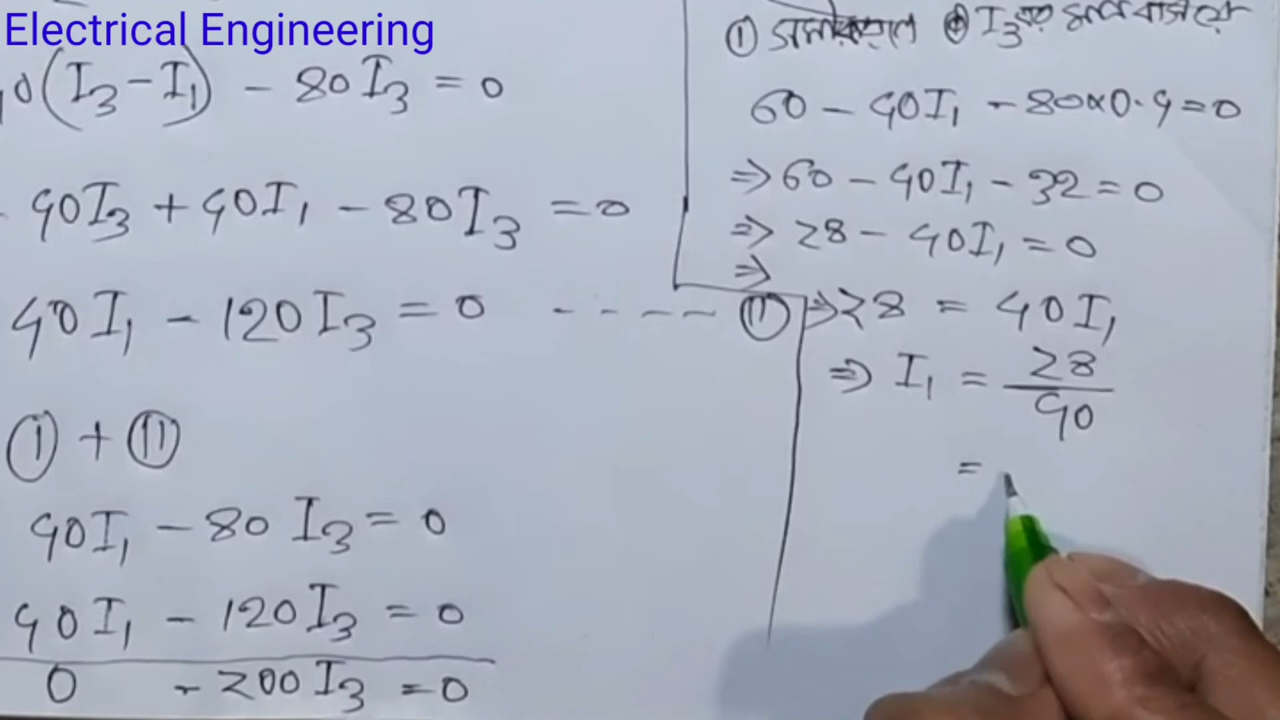 Electrical Engineering
40(I₃ - I₁) - 80I₃ = 0
- 40I₃ + 40I₁ - 80I₃ = 0
40I₁ - 120I₃ = 0 - - - - - (ii)
(i) + (ii)
40I₁ - 80I₃ = 0
40I₁ - 120I₃ = 0
0 - 200I₃ = 0
(i) I₃
60 - 40I₁ - 80×0.4 = 0
⇒ 60 - 40I₁ - 32 = 0
⇒ 28 - 40I₁ = 0
⇒
⇒ 28 = 40I₁
⇒ I₁ = 28/40
=